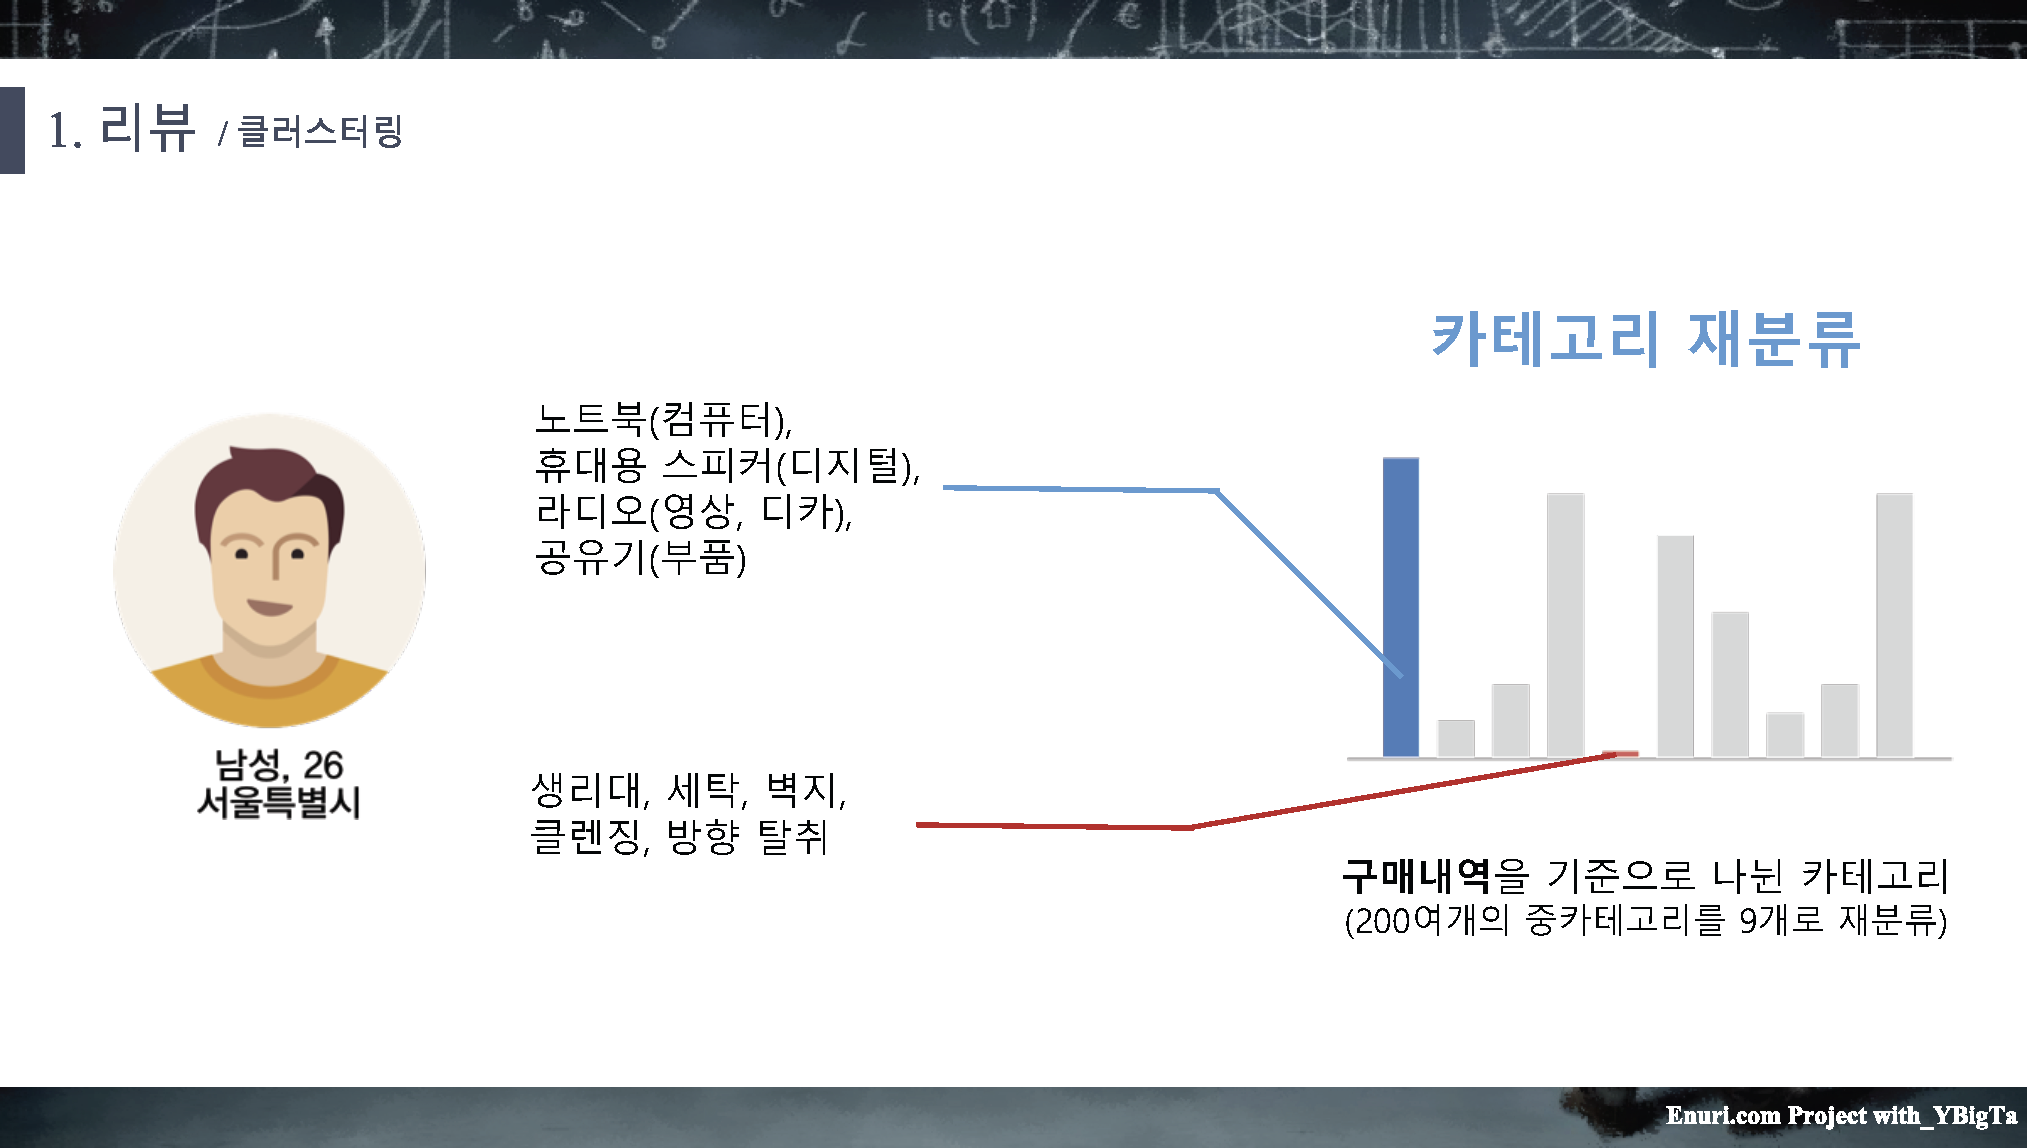 1. 리뷰 / 클러스터링
카테고리 재분류
노트북(컴퓨터),
휴대용 스피커(디지털),
라디오(영상, 디카),
공유기(부품)
남성, 26
서울특별시
생리대, 세탁, 벽지,
클렌징, 방향 탈취
구매내역을 기준으로 나뉜 카테고리
(200여개의 중카테고리를 9개로 재분류)
Enuri.com Project with_YBigTa